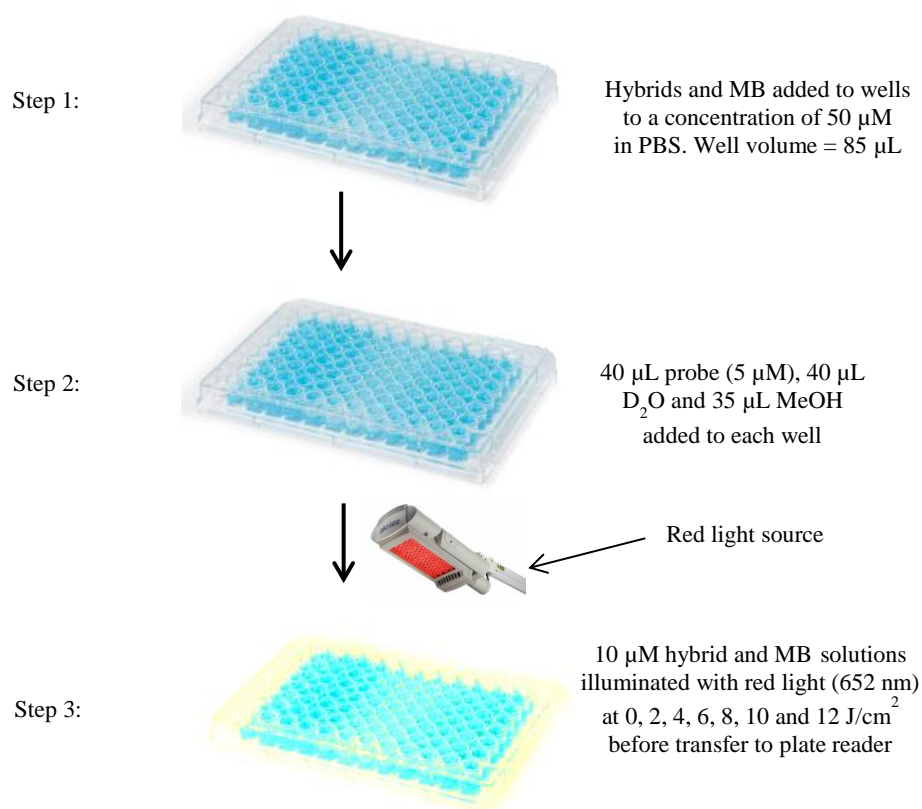 Step 1:
Hybrids and MB added to wells
to a concentration of 50 µM
in PBS. Well volume = 85 µL
Step 2:
40 µL probe (5 µM), 40 µL
D₂O and 35 µL MeOH
added to each well
Red light source
Step 3:
10 µM hybrid and MB solutions
illuminated with red light (652 nm)
at 0, 2, 4, 6, 8, 10 and 12 J/cm²
before transfer to plate reader